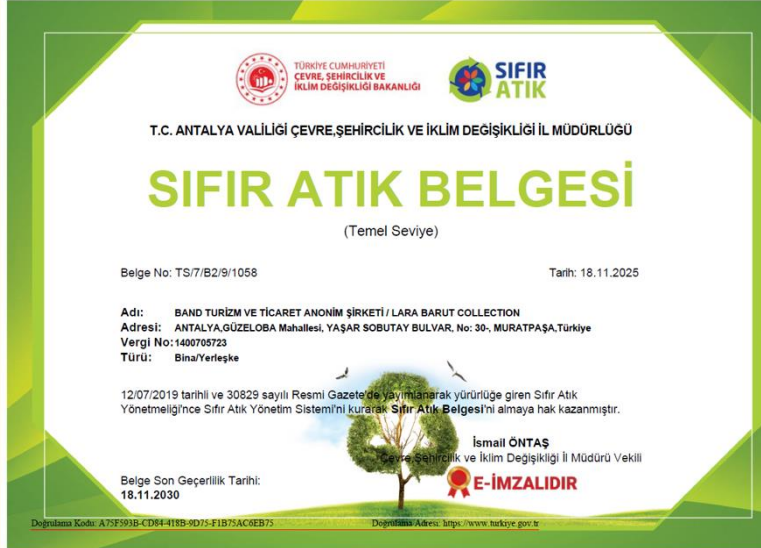 TÜRKİYE CUMHURİYETİ
ÇEVRE, ŞEHİRCİLİK VE
İKLİM DEĞİŞİKLİĞİ BAKANLIĞI
SIFIR
ATIK
T.C. ANTALYA VALİLİĞİ ÇEVRE,ŞEHİRCİLİK VE İKLİM DEĞİŞİKLİĞİ İL MÜDÜRLÜĞÜ
SIFIR ATIK BELGESİ
(Temel Seviye)
Belge No: TS/7/B2/9/1058
Tarih: 18.11.2025
Adı: BAND TURİZM VE TİCARET ANONİM ŞİRKETİ / LARA BARUT COLLECTION
Adresi: ANTALYA,GÜZELOBA Mahallesi, YAŞAR SOBUTAY BULVAR, No: 30-, MURATPAŞA,Türkiye
Vergi No: 1400705723
Türü: Bina/Yerleşke
12/07/2019 tarihli ve 30829 sayılı Resmi Gazete'de yayımlanarak yürürlüğe giren Sıfır Atık
Yönetmeliği'nce Sıfır Atık Yönetim Sistemi'ni kurarak Sıfır Atık Belgesi'ni almaya hak kazanmıştır.
İsmail ÖNTAŞ
Çevre,Şehircilik ve İklim Değişikliği İl Müdürü Vekili
E-İMZALIDIR
Belge Son Geçerlilik Tarihi:
18.11.2030
Doğrulama Kodu: A75F593B-CD84-418B-9D75-F1B75AC6EB75
Doğrulama Adresi: https://www.turkiye.gov.tr